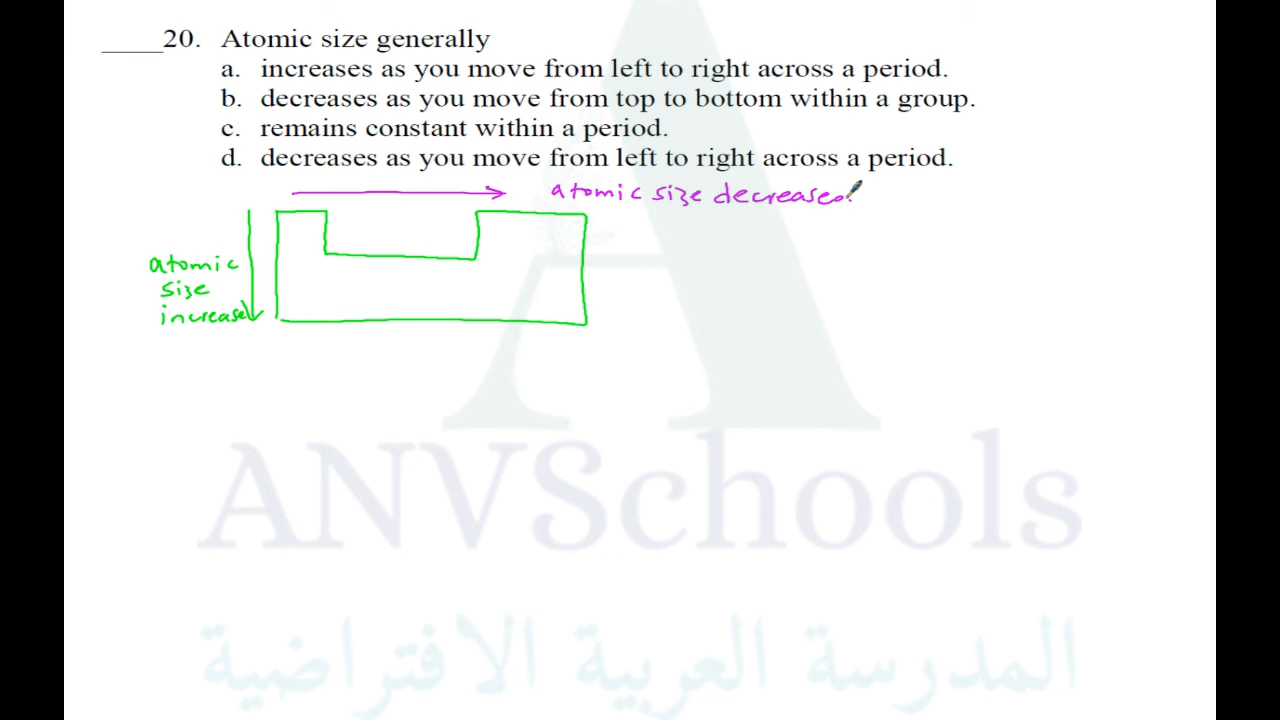 _____20. Atomic size generally
a. increases as you move from left to right across a period.
b. decreases as you move from top to bottom within a group.
c. remains constant within a period.
d. decreases as you move from left to right across a period.
atomic size decreases
atomic
size
increases
ANVSchools
المدرسة العربية الافتراضية